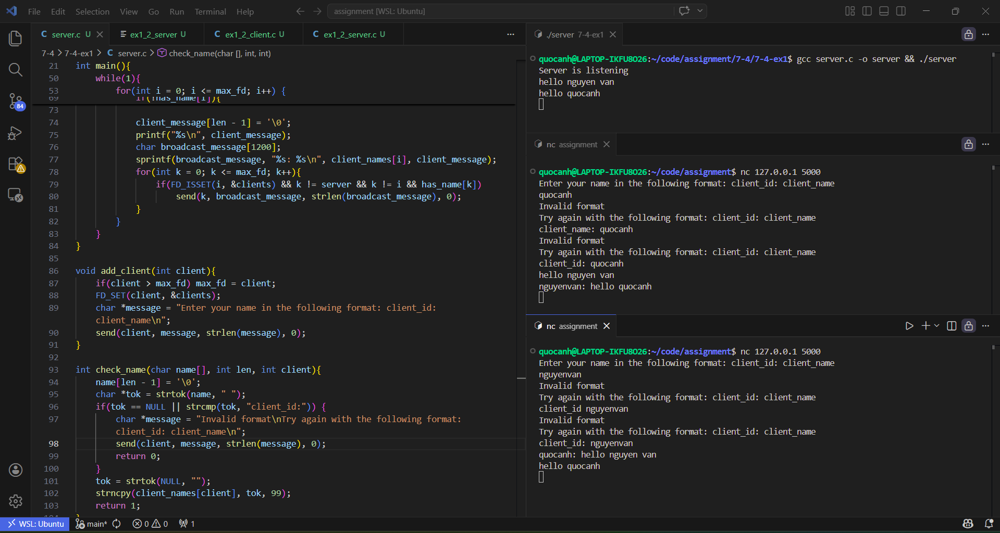 File Edit Selection View Go Run Terminal Help
assignment [WSL: Ubuntu]
C server.c U
ex1_2_server U
C ex1_2_client.c U
C ex1_2_server.c U
7-4 > 7-4-ex1 > C server.c > check_name(char [], int, int)
21 int main(){
50 while(1){
53 for(int i = 0; i <= max_fd; i++) {
69 if(!has_name[i]){
73
74 client_message[len - 1] = '\0';
75 printf("%s\n", client_message);
76 char broadcast_message[1200];
77 sprintf(broadcast_message, "%s: %s\n", client_names[i], client_message);
78 for(int k = 0; k <= max_fd; k++){
79 if(FD_ISSET(i, &clients) && k != server && k != i && has_name[k])
80 send(k, broadcast_message, strlen(broadcast_message), 0);
81 }
82 }
83 }
84 }
85
86 void add_client(int client){
87 if(client > max_fd) max_fd = client;
88 FD_SET(client, &clients);
89 char *message = "Enter your name in the following format: client_id:
client_name\n";
90 send(client, message, strlen(message), 0);
91 }
92
93 int check_name(char name[], int len, int client){
94 name[len - 1] = '\0';
95 char *tok = strtok(name, " ");
96 if(tok == NULL || strcmp(tok, "client_id:")) {
97 char *message = "Invalid format\nTry again with the following format:
client_id: client_name\n";
98 send(client, message, strlen(message), 0);
99 return 0;
100 }
101 tok = strtok(NULL, "");
102 strncpy(client_names[client], tok, 99);
103 return 1;
104 }
84
./server 7-4-ex1
quocanh@LAPTOP-IKFU8O26:~/code/assignment/7-4/7-4-ex1$ gcc server.c -o server && ./server
Server is listening
hello nguyen van
hello quocanh
nc assignment
quocanh@LAPTOP-IKFU8O26:~/code/assignment$ nc 127.0.0.1 5000
Enter your name in the following format: client_id: client_name
quocanh
Invalid format
Try again with the following format: client_id: client_name
client_name: quocanh
Invalid format
Try again with the following format: client_id: client_name
client_id: quocanh
hello nguyen van
nguyenvan: hello quocanh
nc assignment
quocanh@LAPTOP-IKFU8O26:~/code/assignment$ nc 127.0.0.1 5000
Enter your name in the following format: client_id: client_name
nguyenvan
Invalid format
Try again with the following format: client_id: client_name
client_id nguyenvan
Invalid format
Try again with the following format: client_id: client_name
client_id: nguyenvan
quocanh: hello nguyen van
hello quocanh
WSL: Ubuntu main* 0 0 1